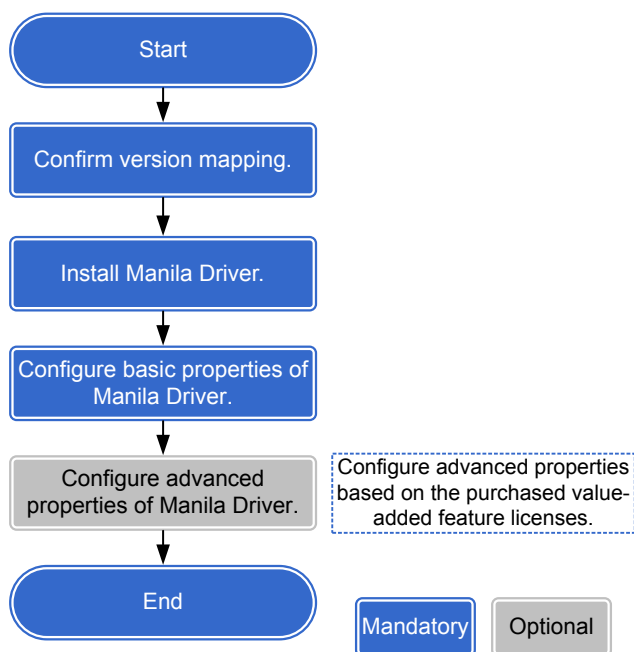 Start
Confirm version mapping.
Install Manila Driver.
Configure basic properties of
Manila Driver.
Configure advanced
properties of Manila Driver.
Configure advanced properties
based on the purchased value-
added feature licenses.
End
Mandatory
Optional